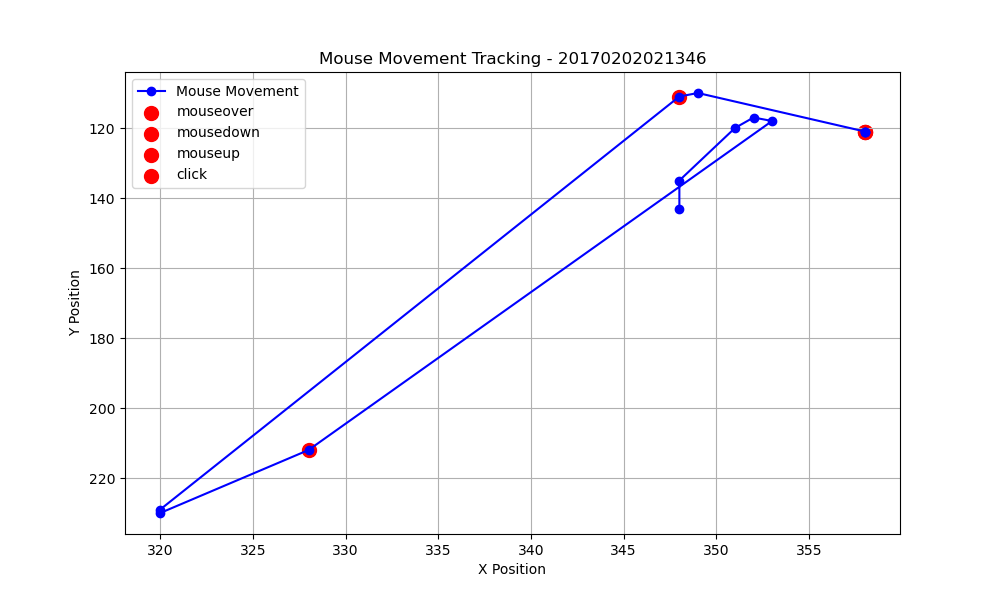 Mouse Movement Tracking - 20170202021346
Mouse Movement
mouseover
mousedown
mouseup
click
Y Position
120
140
160
180
200
220
320 325 330 335 340 345 350 355
X Position